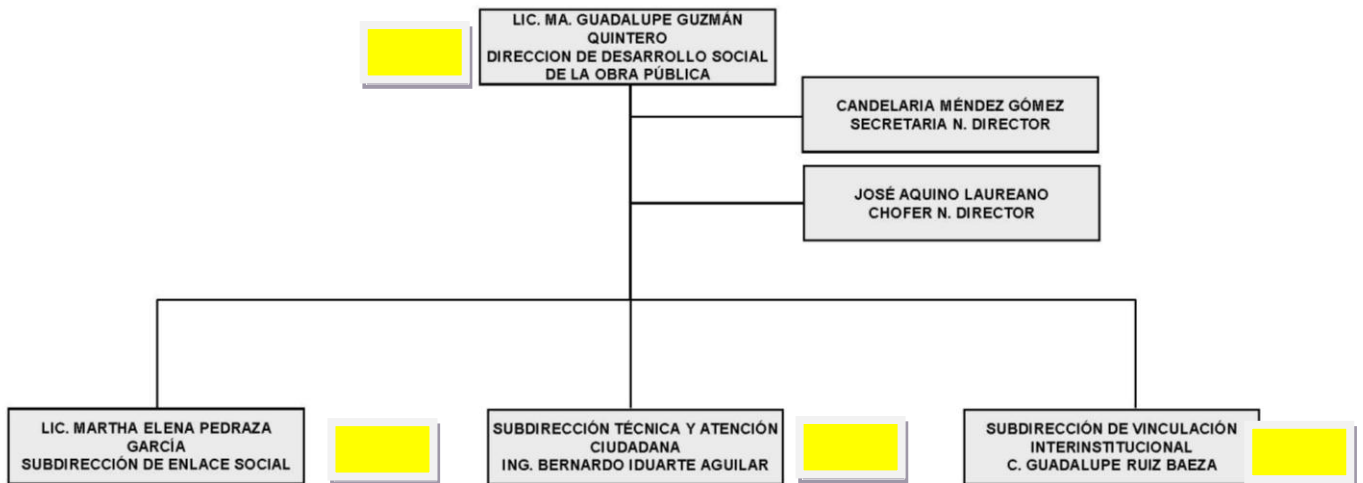 LIC. MA. GUADALUPE GUZMÁN
QUINTERO
DIRECCION DE DESARROLLO SOCIAL
DE LA OBRA PÚBLICA
CANDELARIA MÉNDEZ GÓMEZ
SECRETARIA N. DIRECTOR
JOSÉ AQUINO LAUREANO
CHOFER N. DIRECTOR
LIC. MARTHA ELENA PEDRAZA
GARCÍA
SUBDIRECCIÓN DE ENLACE SOCIAL
SUBDIRECCIÓN TÉCNICA Y ATENCIÓN
CIUDADANA
ING. BERNARDO IDUARTE AGUILAR
SUBDIRECCIÓN DE VINCULACIÓN
INTERINSTITUCIONAL
C. GUADALUPE RUIZ BAEZA